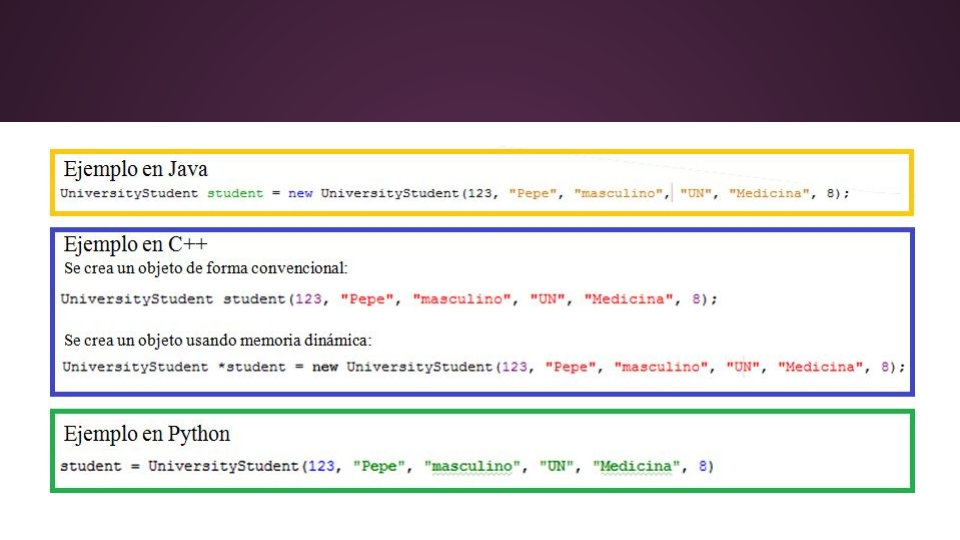 Ejemplo en Java
UniversityStudent student = new UniversityStudent(123, "Pepe", "masculino", "UN", "Medicina", 8);
Ejemplo en C++
Se crea un objeto de forma convencional:
UniversityStudent student(123, "Pepe", "masculino", "UN", "Medicina", 8);
Se crea un objeto usando memoria dinámica:
UniversityStudent *student = new UniversityStudent(123, "Pepe", "masculino", "UN", "Medicina", 8);
Ejemplo en Python
student = UniversityStudent(123, "Pepe", "masculino", "UN", "Medicina", 8)